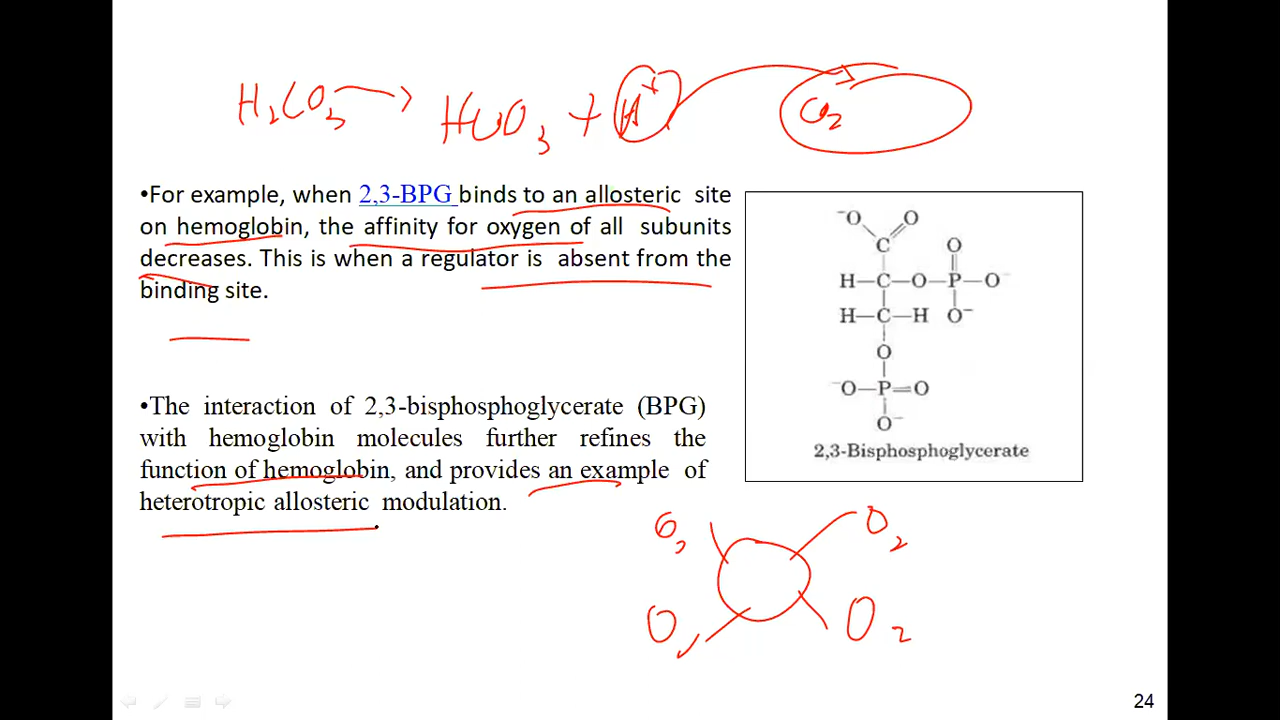 H₂CO₃ → HCO₃ + H⁺ CO₂
•For example, when 2,3-BPG binds to an allosteric site
on hemoglobin, the affinity for oxygen of all subunits
decreases. This is when a regulator is absent from the
binding site.
•The interaction of 2,3-bisphosphoglycerate (BPG)
with hemoglobin molecules further refines the
function of hemoglobin, and provides an example of
heterotropic allosteric modulation.
⁻O O
C O
H—C—O—P—O⁻
H—C—H O⁻
O
⁻O—P=O
O⁻
2,3-Bisphosphoglycerate
O₂ O₂
O₂ O₂
24